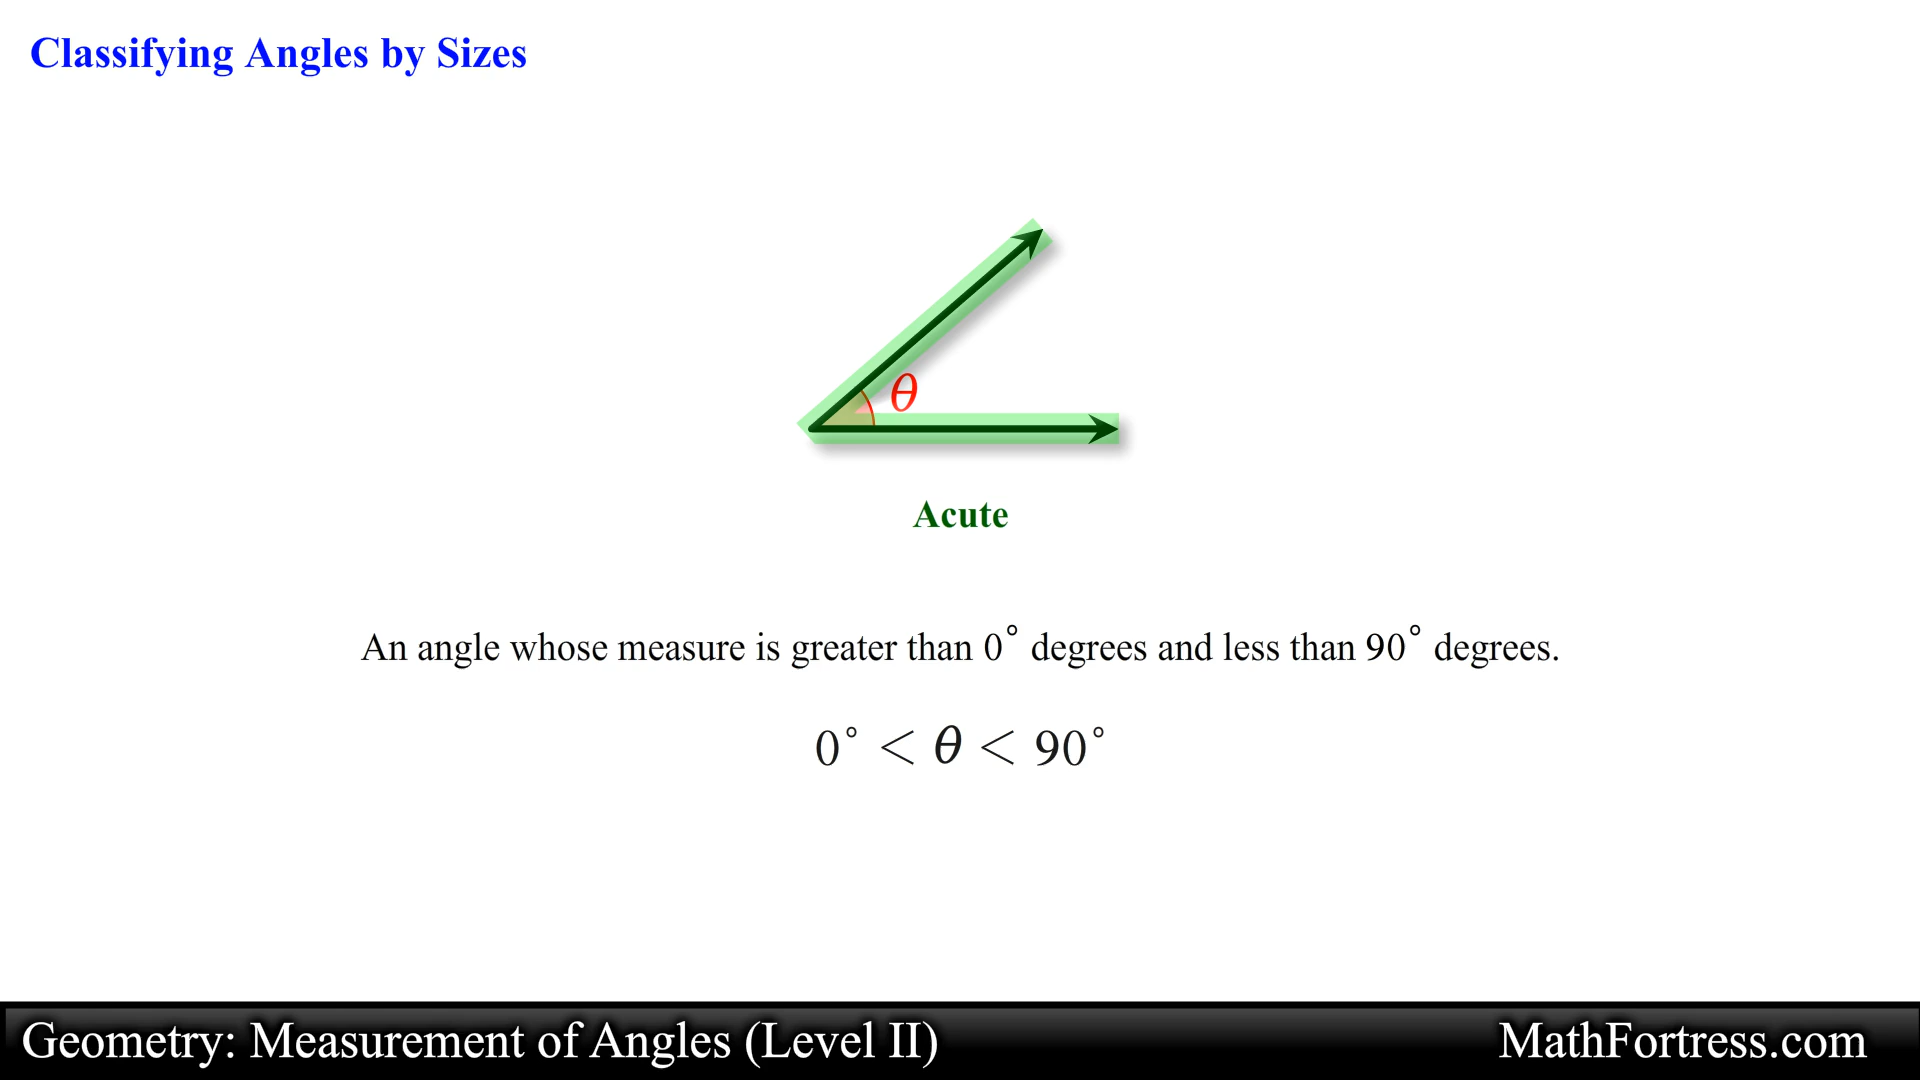 Classifying Angles by Sizes
θ
Acute
An angle whose measure is greater than 0° degrees and less than 90° degrees.
0° < θ < 90°
Geometry: Measurement of Angles (Level II)
MathFortress.com